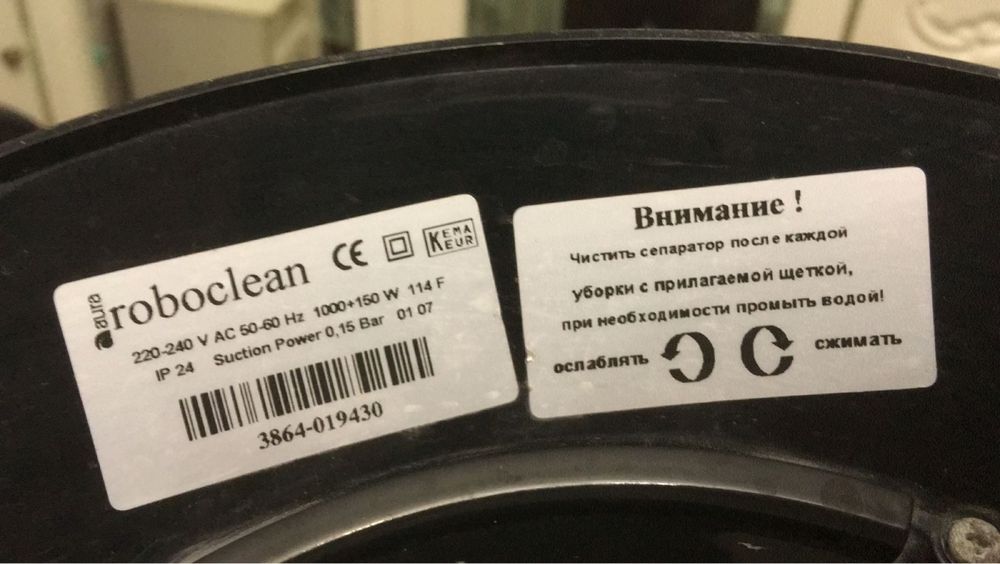 aura
roboclean CE KEMA KEUR
220-240 V AC 50-60 Hz 1000+150 W 114 F
IP 24 Suction Power 0,15 Bar 01 07
3864-019430
Внимание !
Чистить сепаратор после каждой
уборки с прилагаемой щеткой,
при необходимости промыть водой!
ослаблять сжимать